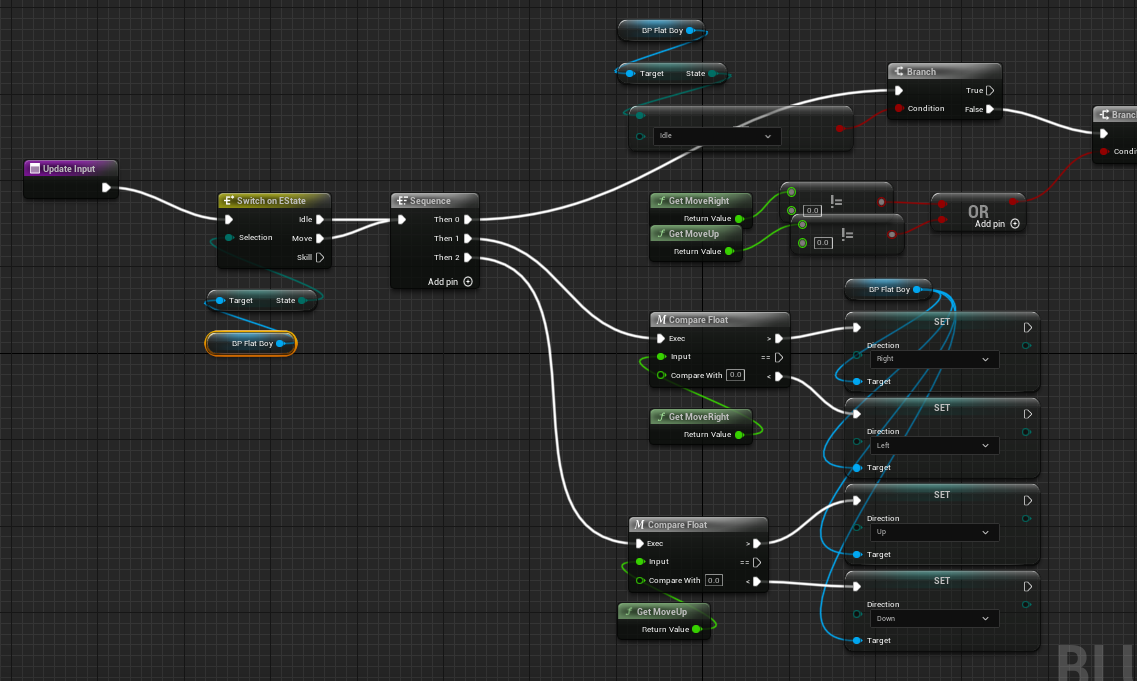 Update Input
Switch on EState
Idle
Selection
Move
Skill
Target State
BP Flat Boy
Sequence
Then 0
Then 1
Then 2
Add pin
BP Flat Boy
Target State
Idle
Branch
True
Condition
False
Get MoveRight
Return Value
Get MoveUp
Return Value
0.0
!=
0.0
!=
OR
Add pin
Compare Float
Exec >
Input ==
Compare With 0.0 <
Get MoveRight
Return Value
Compare Float
Exec >
Input ==
Compare With 0.0 <
Get MoveUp
Return Value
BP Flat Boy
SET
Direction
Right
Target
SET
Direction
Left
Target
SET
Direction
Up
Target
SET
Direction
Down
Target